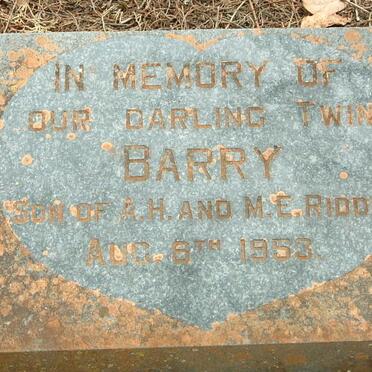 IN MEMORY OF
OUR DARLING TWIN
BARRY
SON OF A.H. AND M.E. RIDD
AUG. 6TH 1953.